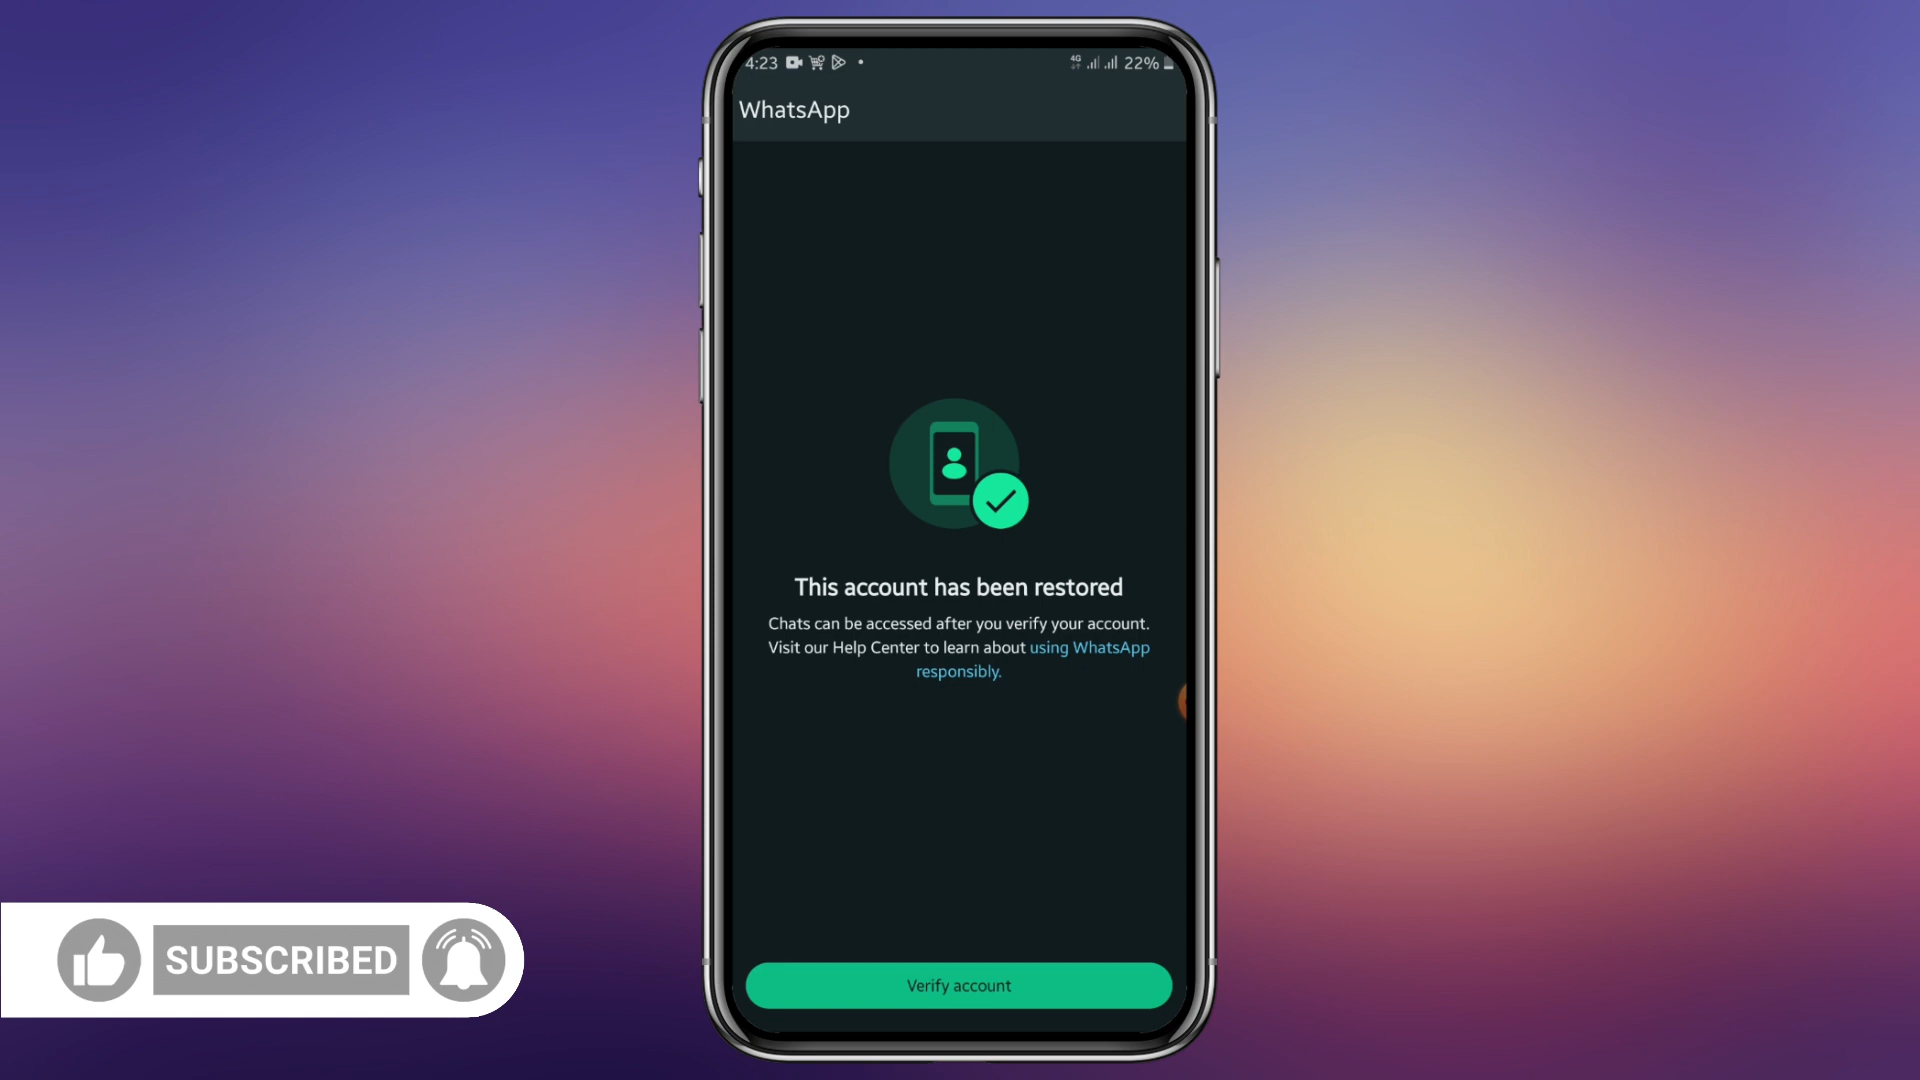 4:23
4G
22%
WhatsApp
This account has been restored
Chats can be accessed after you verify your account.
Visit our Help Center to learn about using WhatsApp
responsibly.
Verify account
SUBSCRIBED